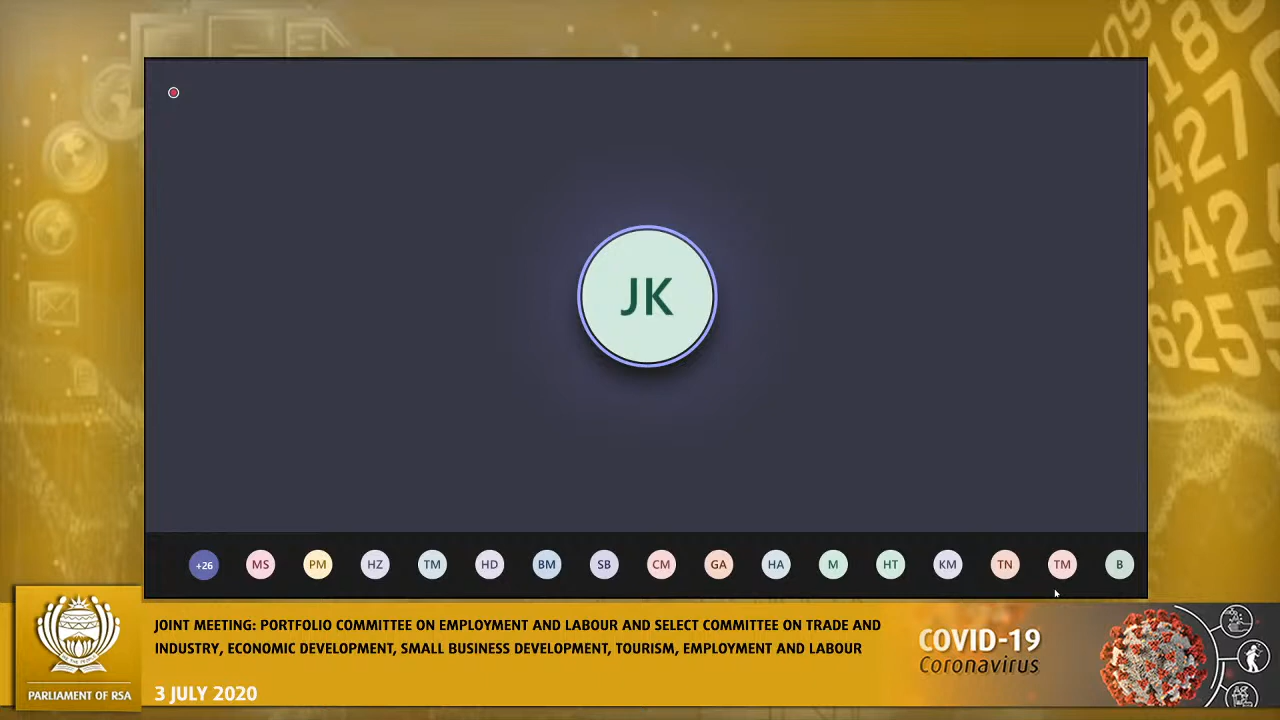 JK
+26 MS PM HZ TM HD BM SB CM GA HA M HT KM TN TM B
JOINT MEETING: PORTFOLIO COMMITTEE ON EMPLOYMENT AND LABOUR AND SELECT COMMITTEE ON TRADE AND
INDUSTRY, ECONOMIC DEVELOPMENT, SMALL BUSINESS DEVELOPMENT, TOURISM, EMPLOYMENT AND LABOUR
3 JULY 2020
PARLIAMENT OF RSA
COVID-19
Coronavirus